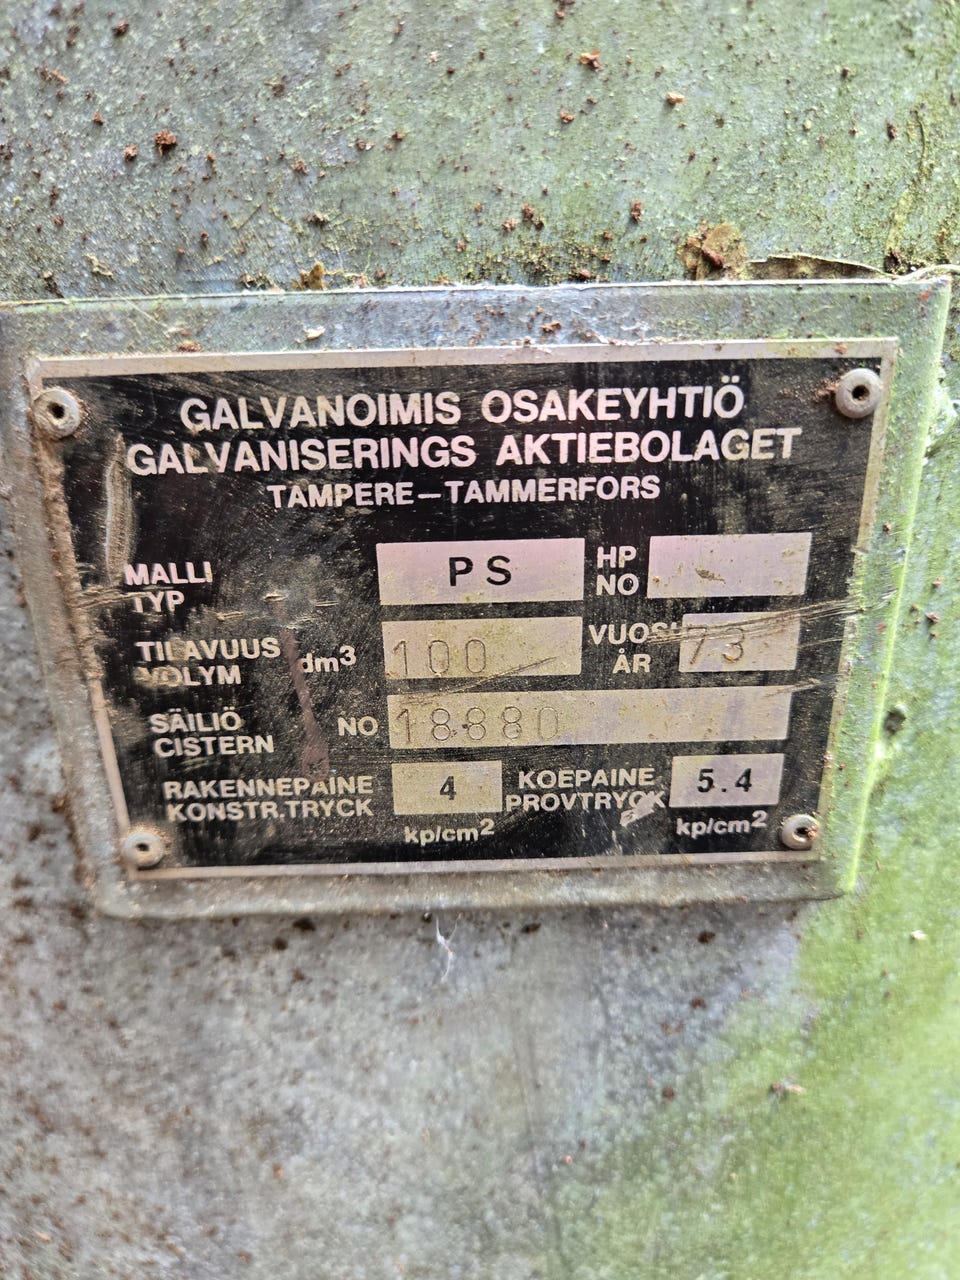 GALVANOIMIS OSAKEYHTIÖ
GALVANISERINGS AKTIEBOLAGET
TAMPERE—TAMMERFORS
MALLI
TYP
PS
HP
NO
TILAVUUS
VOLYM
dm³
100
VUOSI
ÅR
73
SÄILIÖ
CISTERN
NO
18880
RAKENNEPAINE
KONSTR.TRYCK
4
kp/cm²
KOEPAINE
PROVTRYCK
5.4
kp/cm²